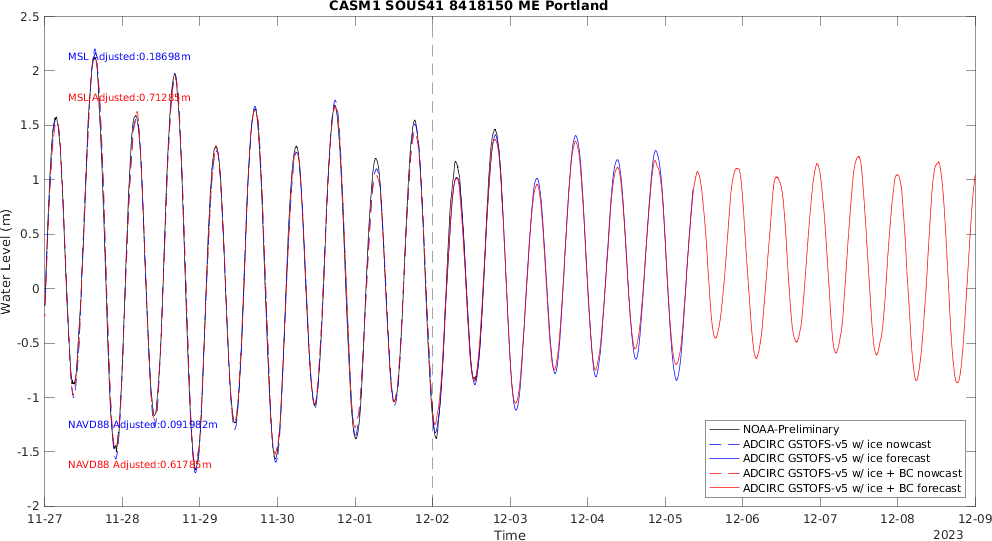 CASM1 SOUS41 8418150 ME Portland
2.5
2
1.5
1
0.5
0
-0.5
-1
-1.5
-2
Water Level (m)
MSL Adjusted:0.18698m
MSL Adjusted:0.71285m
NAVD88 Adjusted:0.091982m
NAVD88 Adjusted:0.61785m
NOAA-Preliminary
ADCIRC GSTOFS-v5 w/ ice nowcast
ADCIRC GSTOFS-v5 w/ ice forecast
ADCIRC GSTOFS-v5 w/ ice + BC nowcast
ADCIRC GSTOFS-v5 w/ ice + BC forecast
11-27 11-28 11-29 11-30 12-01 12-02 12-03 12-04 12-05 12-06 12-07 12-08 12-09
Time
2023